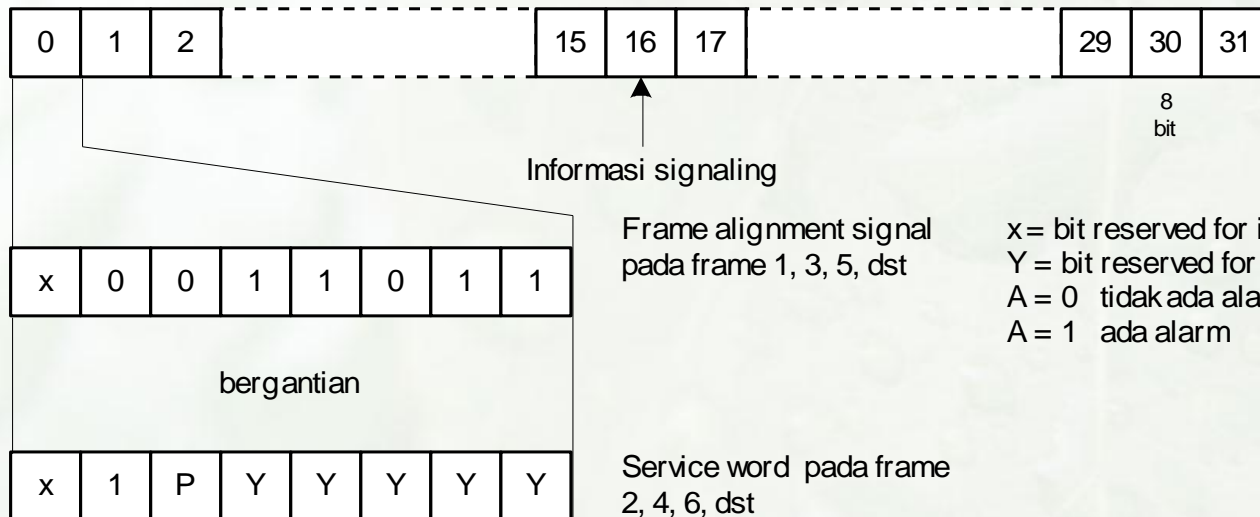 0 1 2 15 16 17 29 30 31
8
bit
Informasi signaling
Frame alignment signal
pada frame 1, 3, 5, dst
x = bit reserved for
Y = bit reserved for
A = 0 tidak ada
A = 1 ada alarm
x 0 0 1 1 0 1 1
bergantian
x 1 P Y Y Y Y Y
Service word pada frame
2, 4, 6, dst